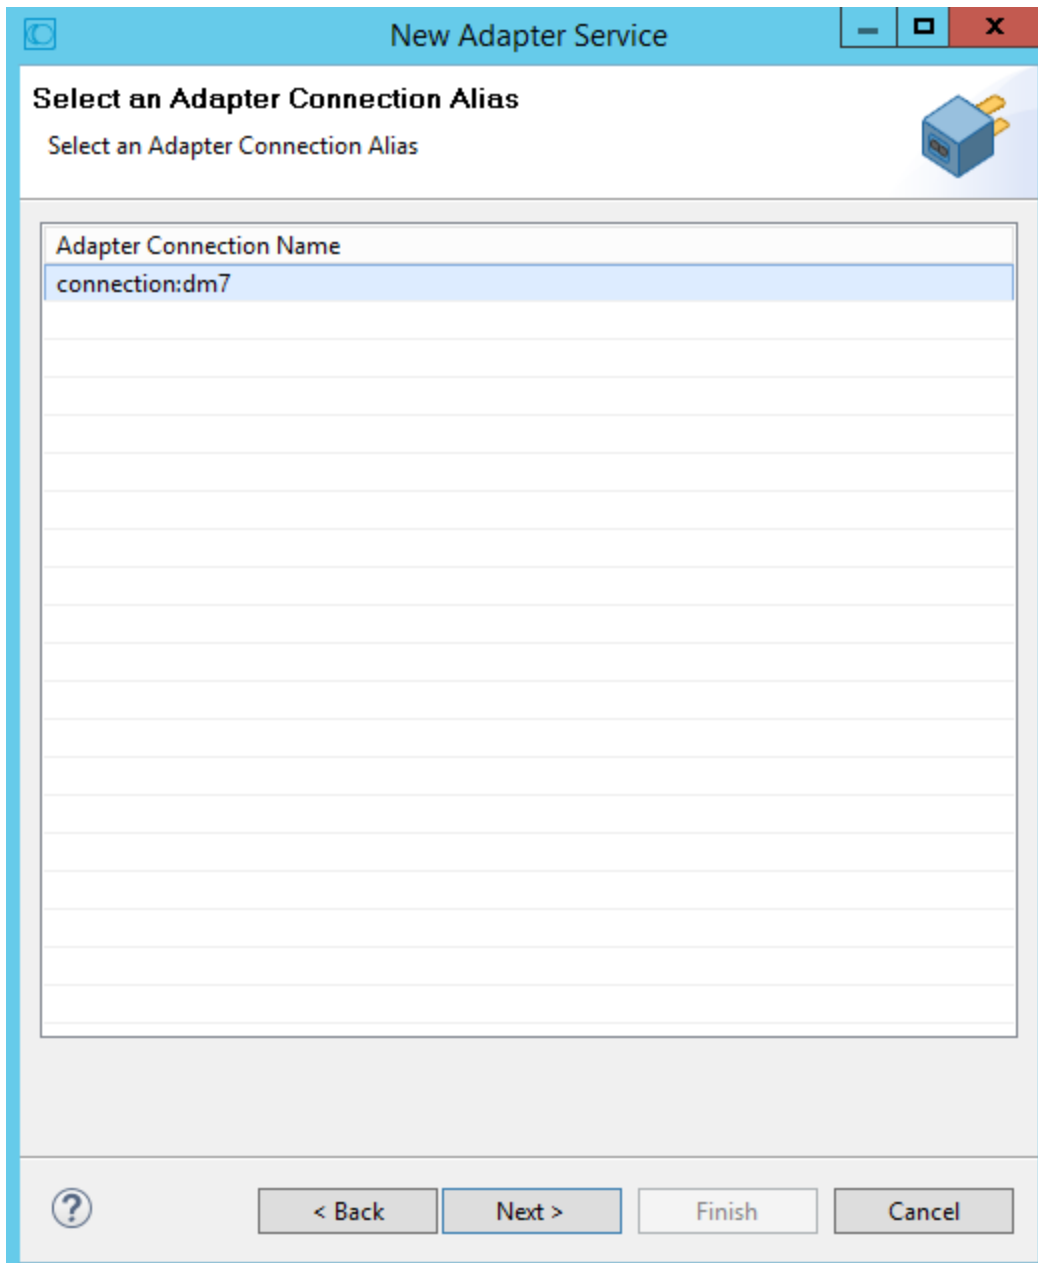 New Adapter Service
Select an Adapter Connection Alias
Select an Adapter Connection Alias
Adapter Connection Name
connection:dm7
? < Back Next > Finish Cancel